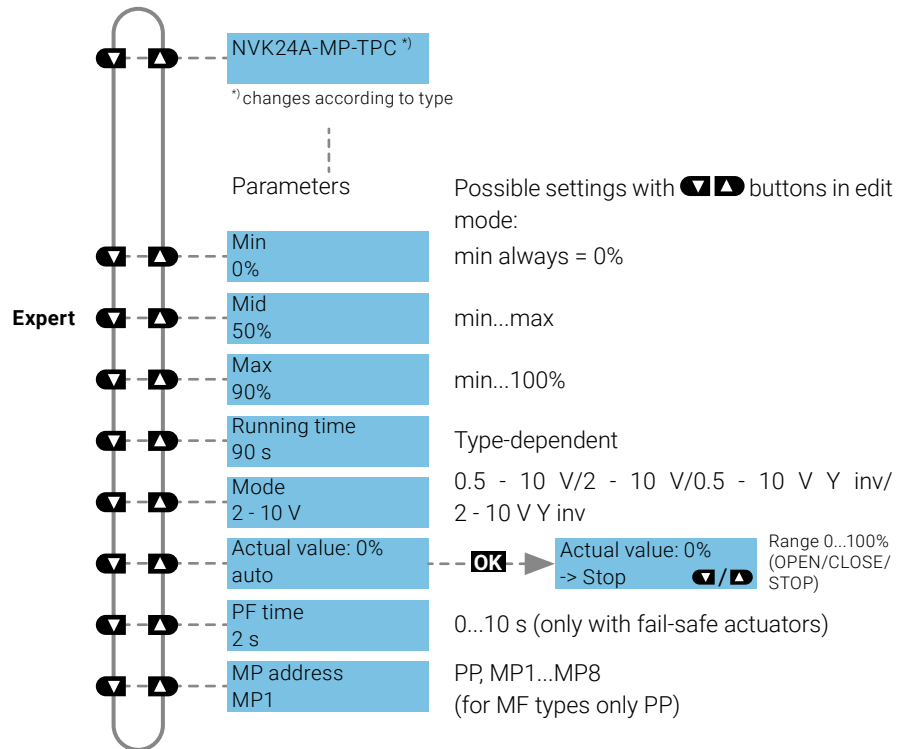 NVK24A-MP-TPC *)
*) changes according to type
Parameters
Possible settings with buttons in edit
mode:
Min
0%
min always = 0%
Expert
Mid
50%
min...max
Max
90%
min...100%
Running time
90 s
Type-dependent
Mode
2 - 10 V
0.5 - 10 V/2 - 10 V/0.5 - 10 V Y inv/
2 - 10 V Y inv
Actual value: 0%
auto
OK
Actual value: 0%
-> Stop /
Range 0...100%
(OPEN/CLOSE/
STOP)
PF time
2 s
0...10 s (only with fail-safe actuators)
MP address
MP1
PP, MP1...MP8
(for MF types only PP)